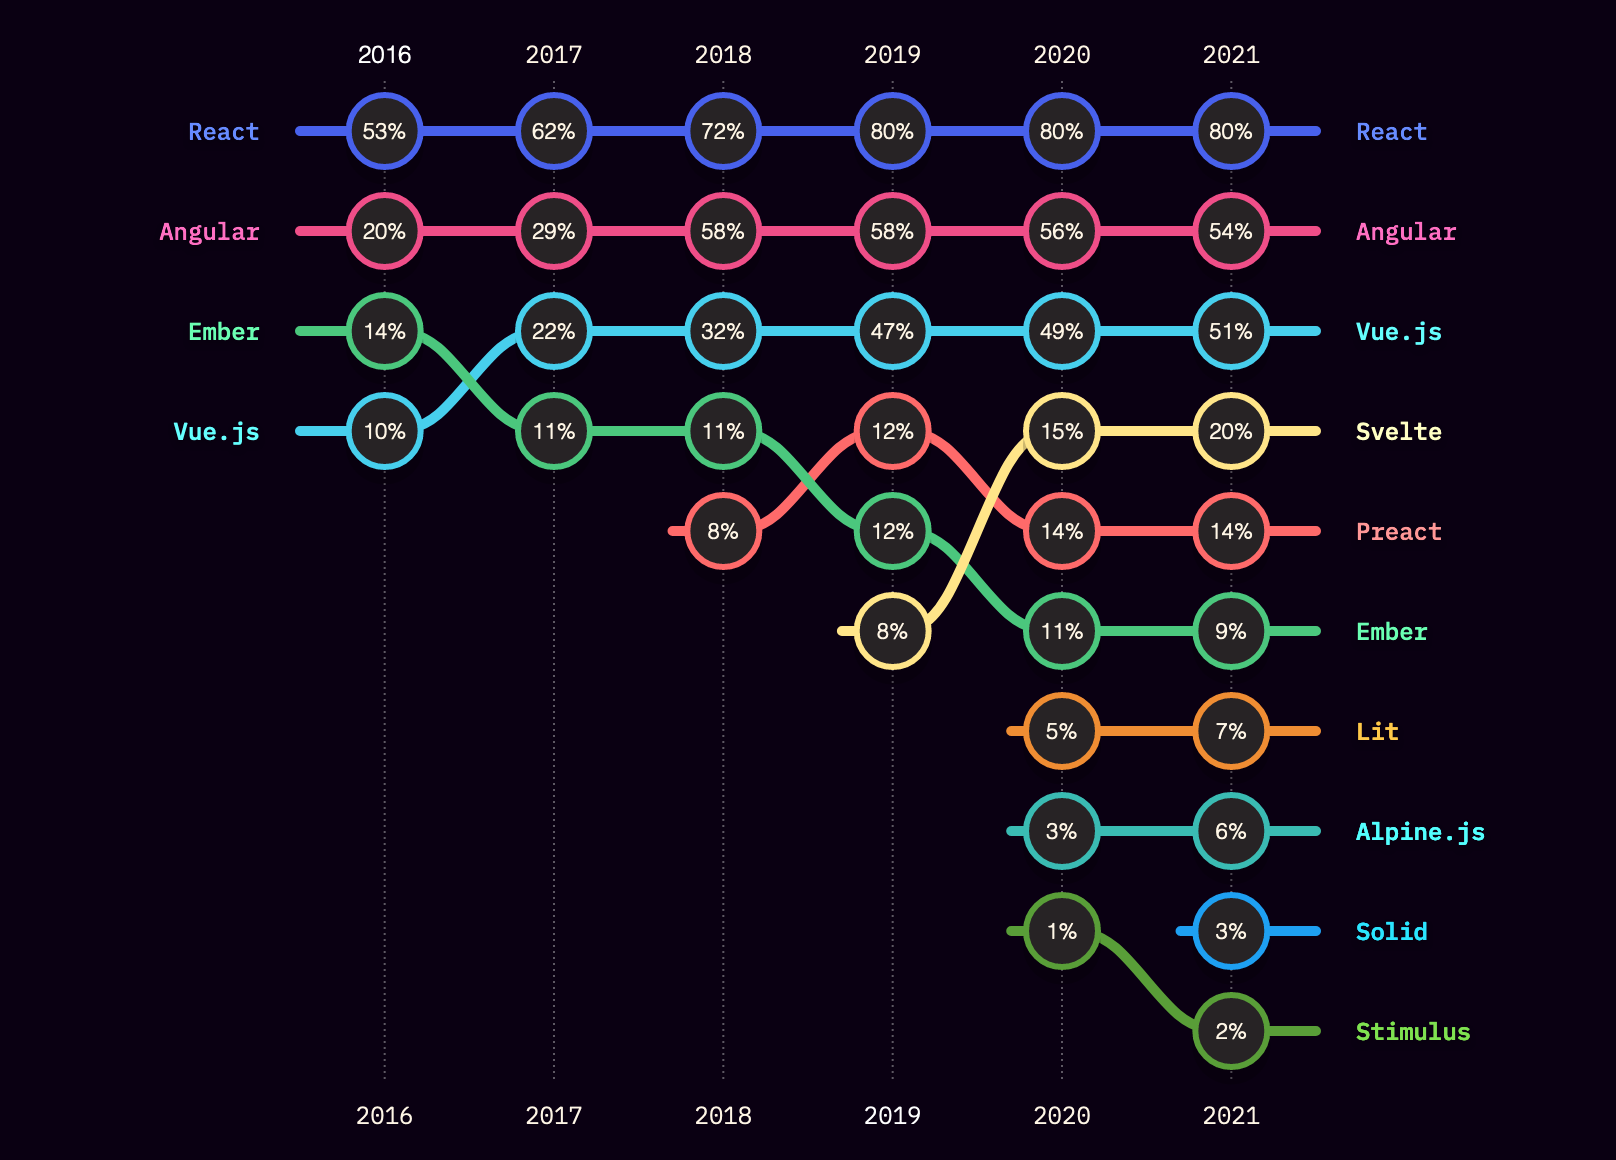 2016 2017 2018 2019 2020 2021
React 53% 62% 72% 80% 80% 80% React
Angular 20% 29% 58% 58% 56% 54% Angular
Ember 14% 22% 32% 47% 49% 51% Vue.js
Vue.js 10% 11% 11% 12% 15% 20% Svelte
8% 12% 14% 14% Preact
8% 11% 9% Ember
5% 7% Lit
3% 6% Alpine.js
1% 3% Solid
2% Stimulus
2016 2017 2018 2019 2020 2021